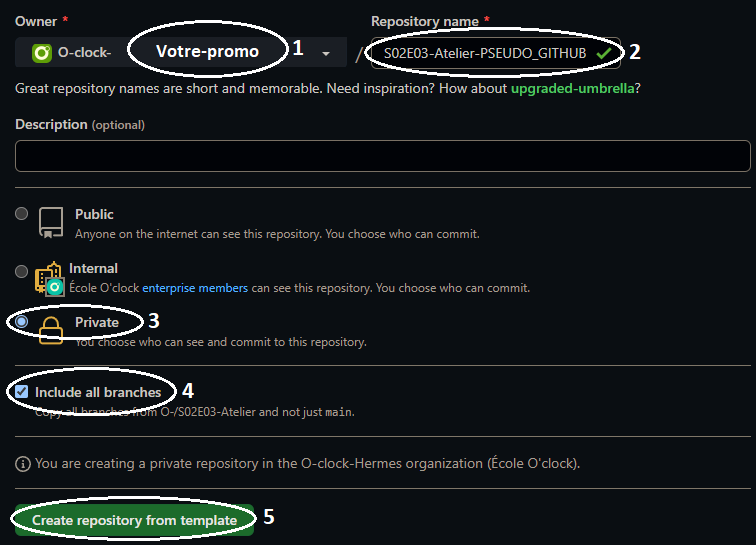 Owner * Repository name *
O-clock- Votre-promo 1 / S02E03-Atelier-PSEUDO_GITHUB 2
Great repository names are short and memorable. Need inspiration? How about upgraded-umbrella?
Description (optional)
Public
Anyone on the internet can see this repository. You choose who can commit.
Internal
École O'clock enterprise members can see this repository. You choose who can commit.
Private 3
You choose who can see and commit to this repository.
Include all branches 4
Copy all branches from O-/S02E03-Atelier and not just main.
You are creating a private repository in the O-clock-Hermes organization (École O'clock).
Create repository from template 5